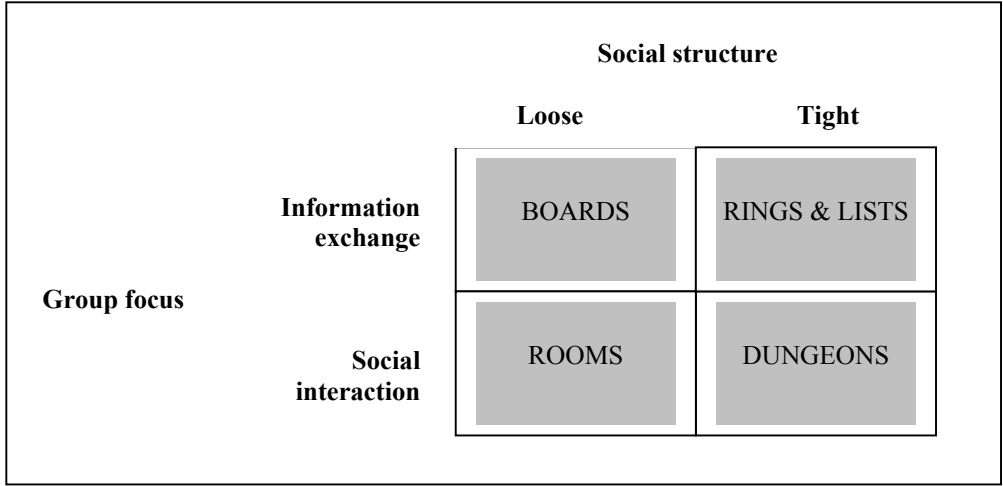 Social structure
Loose Tight
Information
exchange
BOARDS RINGS & LISTS
Group focus
Social
interaction
ROOMS DUNGEONS